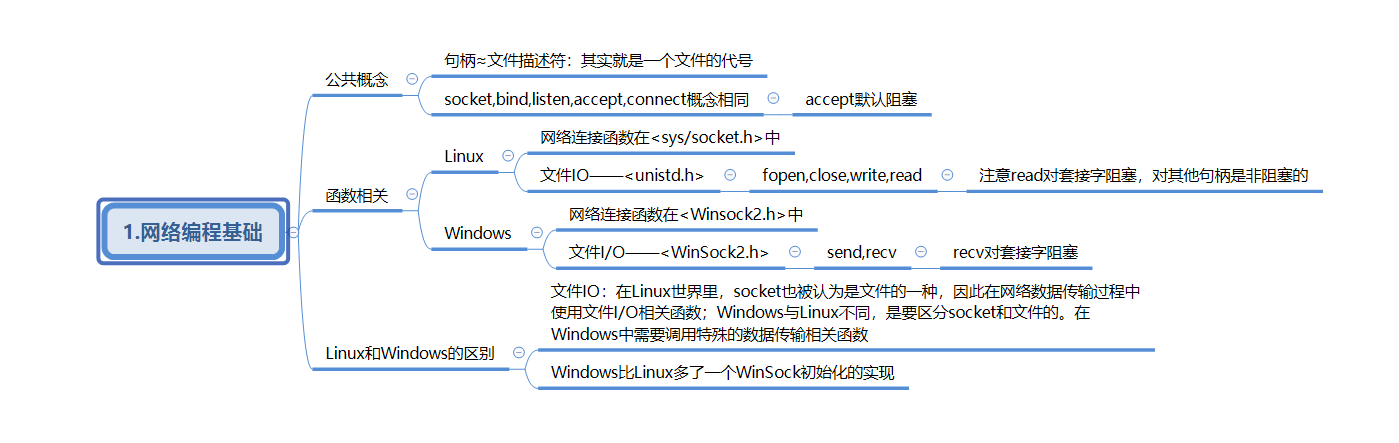 1.网络编程基础
公共概念
句柄≈文件描述符：其实就是一个文件的代号
socket,bind,listen,accept,connect概念相同
accept默认阻塞
函数相关
Linux
网络连接函数在<sys/socket.h>中
文件IO——<unistd.h>
fopen,close,write,read
注意read对套接字阻塞，对其他句柄是非阻塞的
Windows
网络连接函数在<Winsock2.h>中
文件I/O——<WinSock2.h>
send,recv
recv对套接字阻塞
Linux和Windows的区别
文件IO：在Linux世界里，socket也被认为是文件的一种，因此在网络数据传输过程中
使用文件I/O相关函数；Windows与Linux不同，是要区分socket和文件的。在
Windows中需要调用特殊的数据传输相关函数
Windows比Linux多了一个WinSock初始化的实现